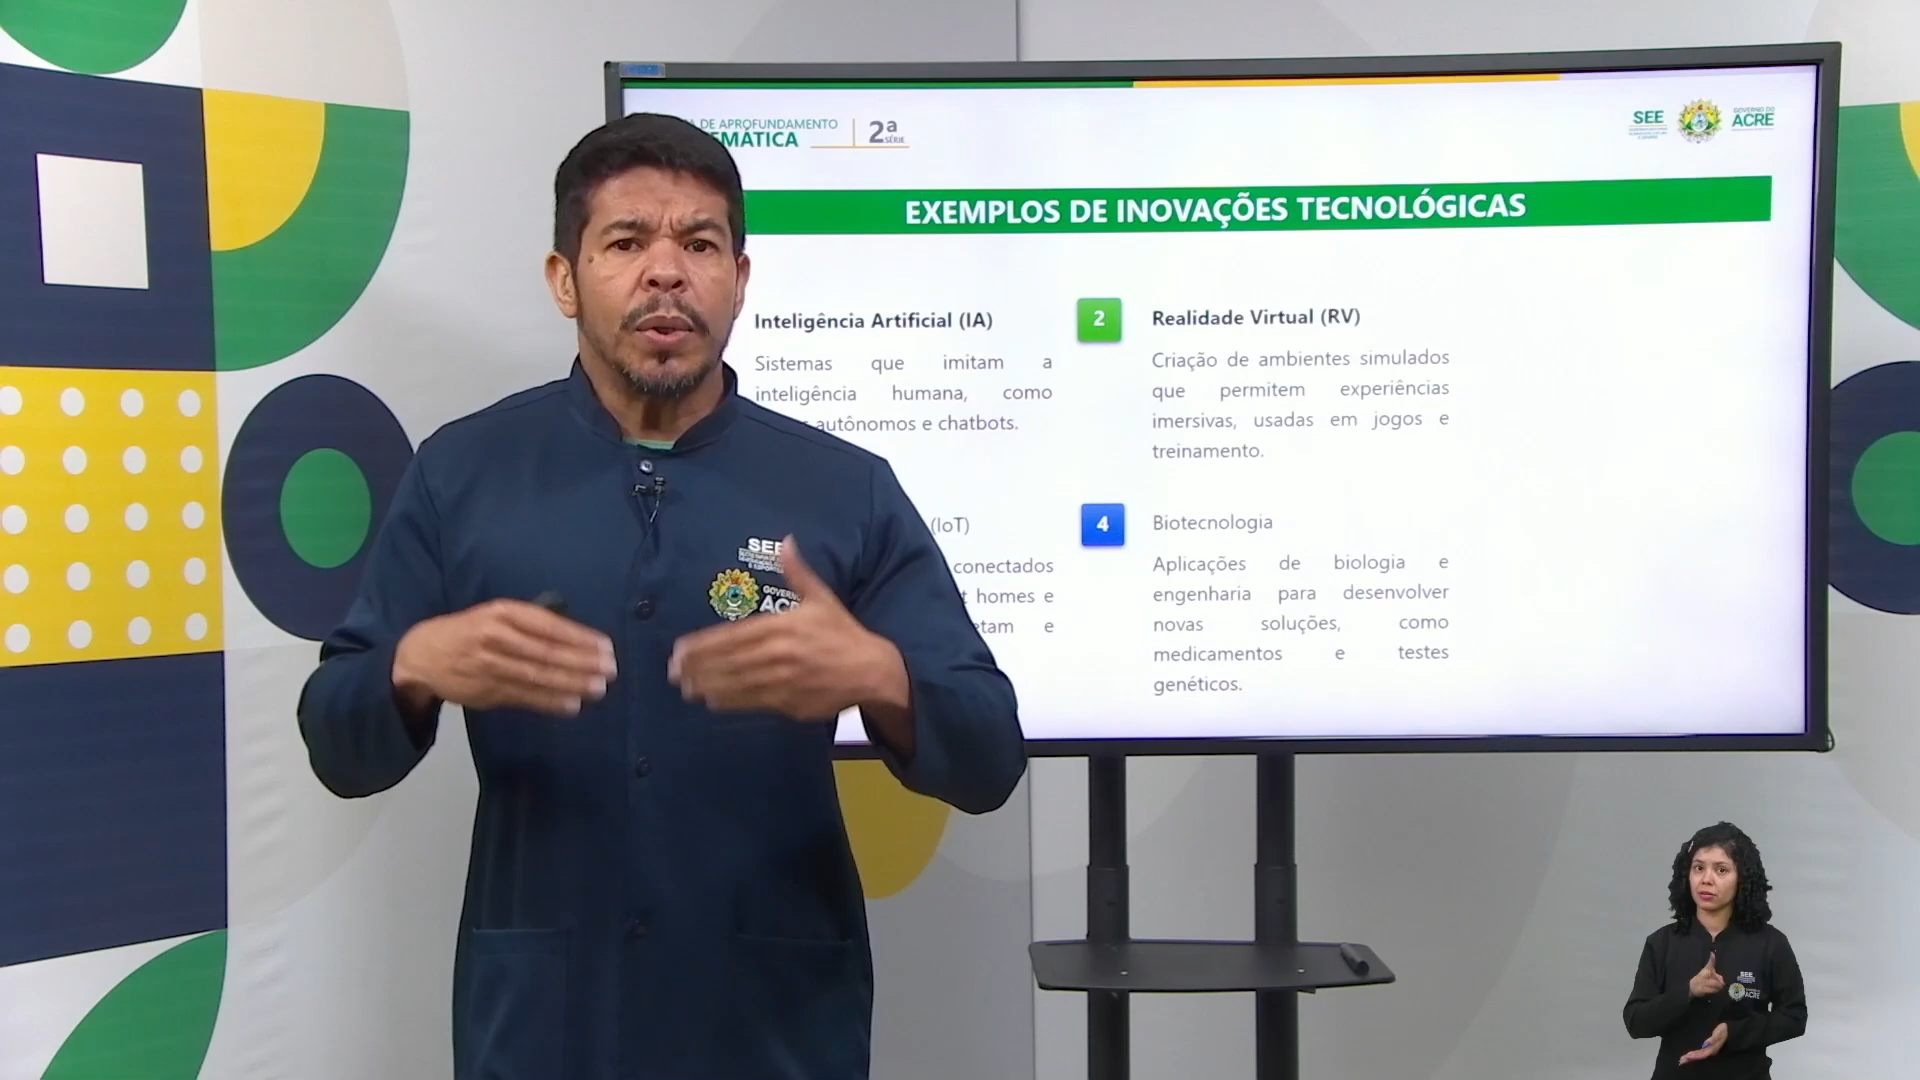 DE APROFUNDAMENTO
MÁTICA
2ª
SÉRIE
SEE
GOVERNO DO
ACRE
EXEMPLOS DE INOVAÇÕES TECNOLÓGICAS
Inteligência Artificial (IA)
Sistemas que imitam a
inteligência humana, como
autônomos e chatbots.
2
Realidade Virtual (RV)
Criação de ambientes simulados
que permitem experiências
imersivas, usadas em jogos e
treinamento.
(IoT)
conectados
homes e
e
4
Biotecnologia
Aplicações de biologia e
engenharia para desenvolver
novas soluções, como
medicamentos e testes
genéticos.
SEE
GOVERNO
SEE
ACRE